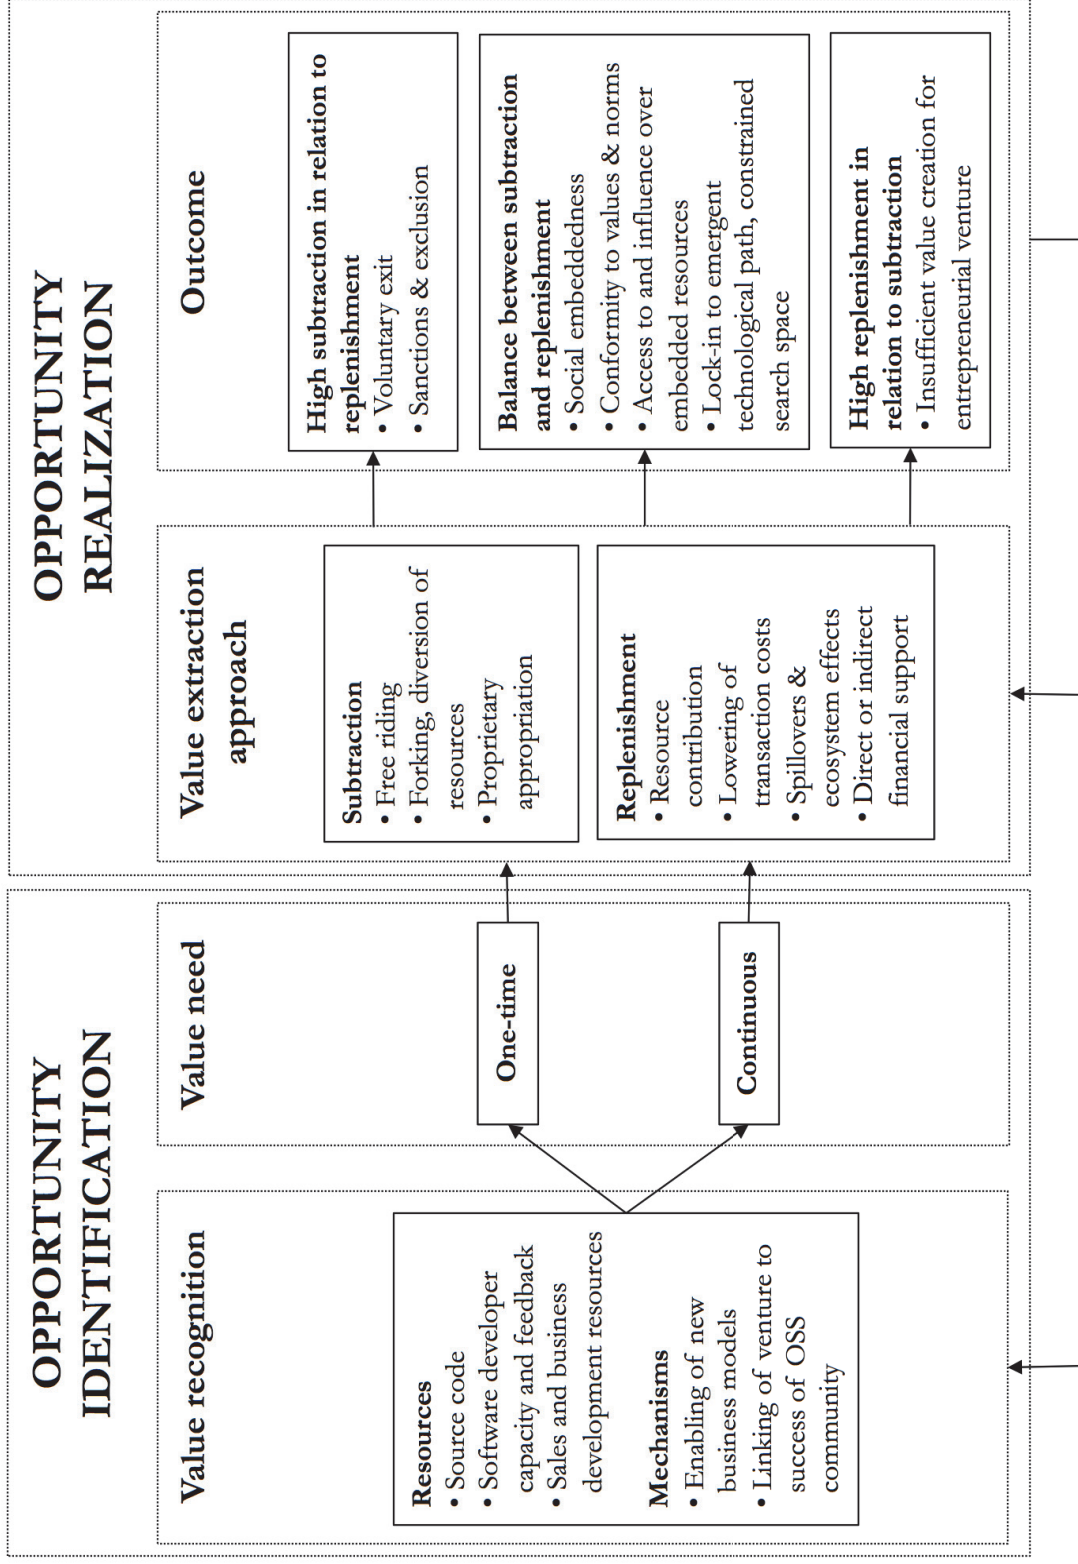 OPPORTUNITY
IDENTIFICATION
Value recognition
Resources
• Source code
• Software developer
capacity and feedback
• Sales and business
development resources
Mechanisms
• Enabling of new
business models
• Linking of venture to
success of OSS
community
Value need
One-time
Continuous
OPPORTUNITY
REALIZATION
Value extraction
approach
Subtraction
• Free riding
• Forking, diversion of
resources
• Proprietary
appropriation
Replenishment
• Resource
contribution
• Lowering of
transaction costs
• Spillovers &
ecosystem effects
• Direct or indirect
financial support
Outcome
High subtraction in relation to
replenishment
• Voluntary exit
• Sanctions & exclusion
Balance between subtraction
and replenishment
• Social embeddedness
• Conformity to values & norms
• Access to and influence over
embedded resources
• Lock-in to emergent
technological path, constrained
search space
High replenishment in
relation to subtraction
• Insufficient value creation for
entrepreneurial venture